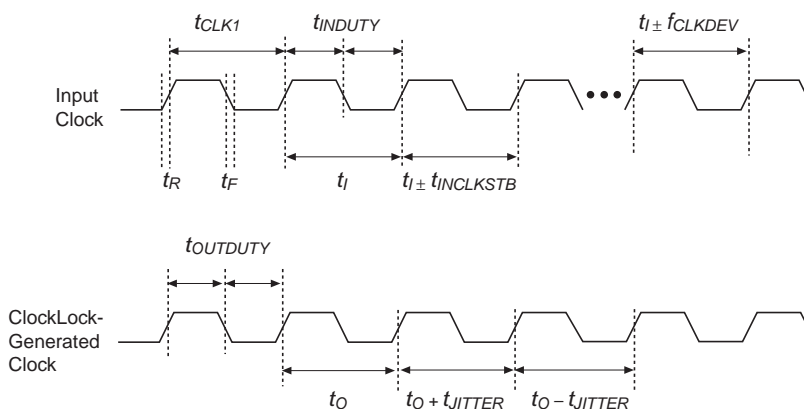 tCLK1 tINDUTY tI ± fCLKDEV
Input
Clock
tR tF tI tI ± tINCLKSTB
tOUTDUTY
ClockLock-
Generated
Clock
tO tO + tJITTER tO – tJITTER